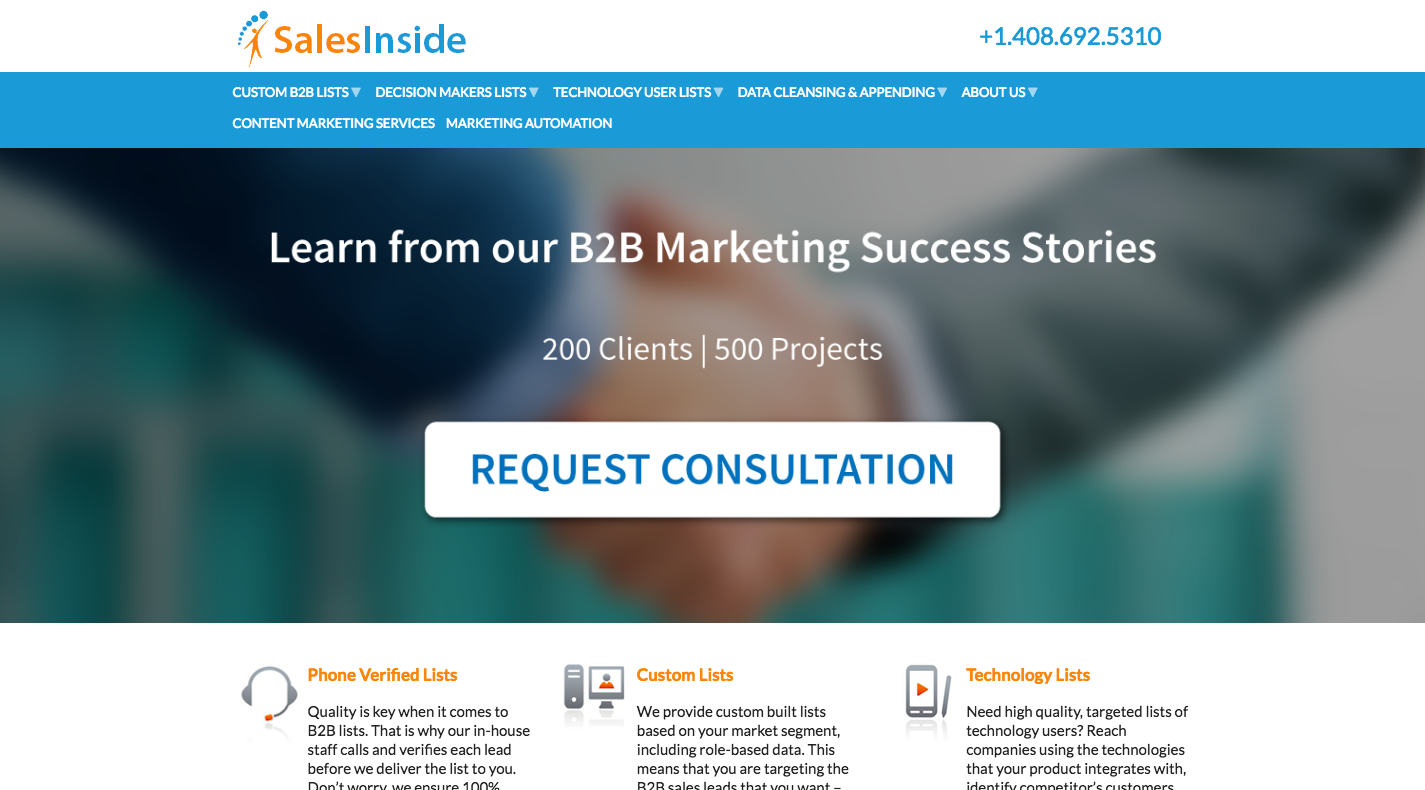 SalesInside
+1.408.692.5310
CUSTOM B2B LISTS▼ DECISION MAKERS LISTS▼ TECHNOLOGY USER LISTS▼ DATA CLEANSING & APPENDING▼ ABOUT US▼
CONTENT MARKETING SERVICES MARKETING AUTOMATION
Learn from our B2B Marketing Success Stories
200 Clients | 500 Projects
REQUEST CONSULTATION
Phone Verified Lists
Quality is key when it comes to
B2B lists. That is why our in-house
staff calls and verifies each lead
before we deliver the list to you.
Don't worry, we ensure 100%
Custom Lists
We provide custom built lists
based on your market segment,
including role-based data. This
means that you are targeting the
B2B sales leads that you want –
Technology Lists
Need high quality, targeted lists of
technology users? Reach
companies using the technologies
that your product integrates with,
identify competitor's customers